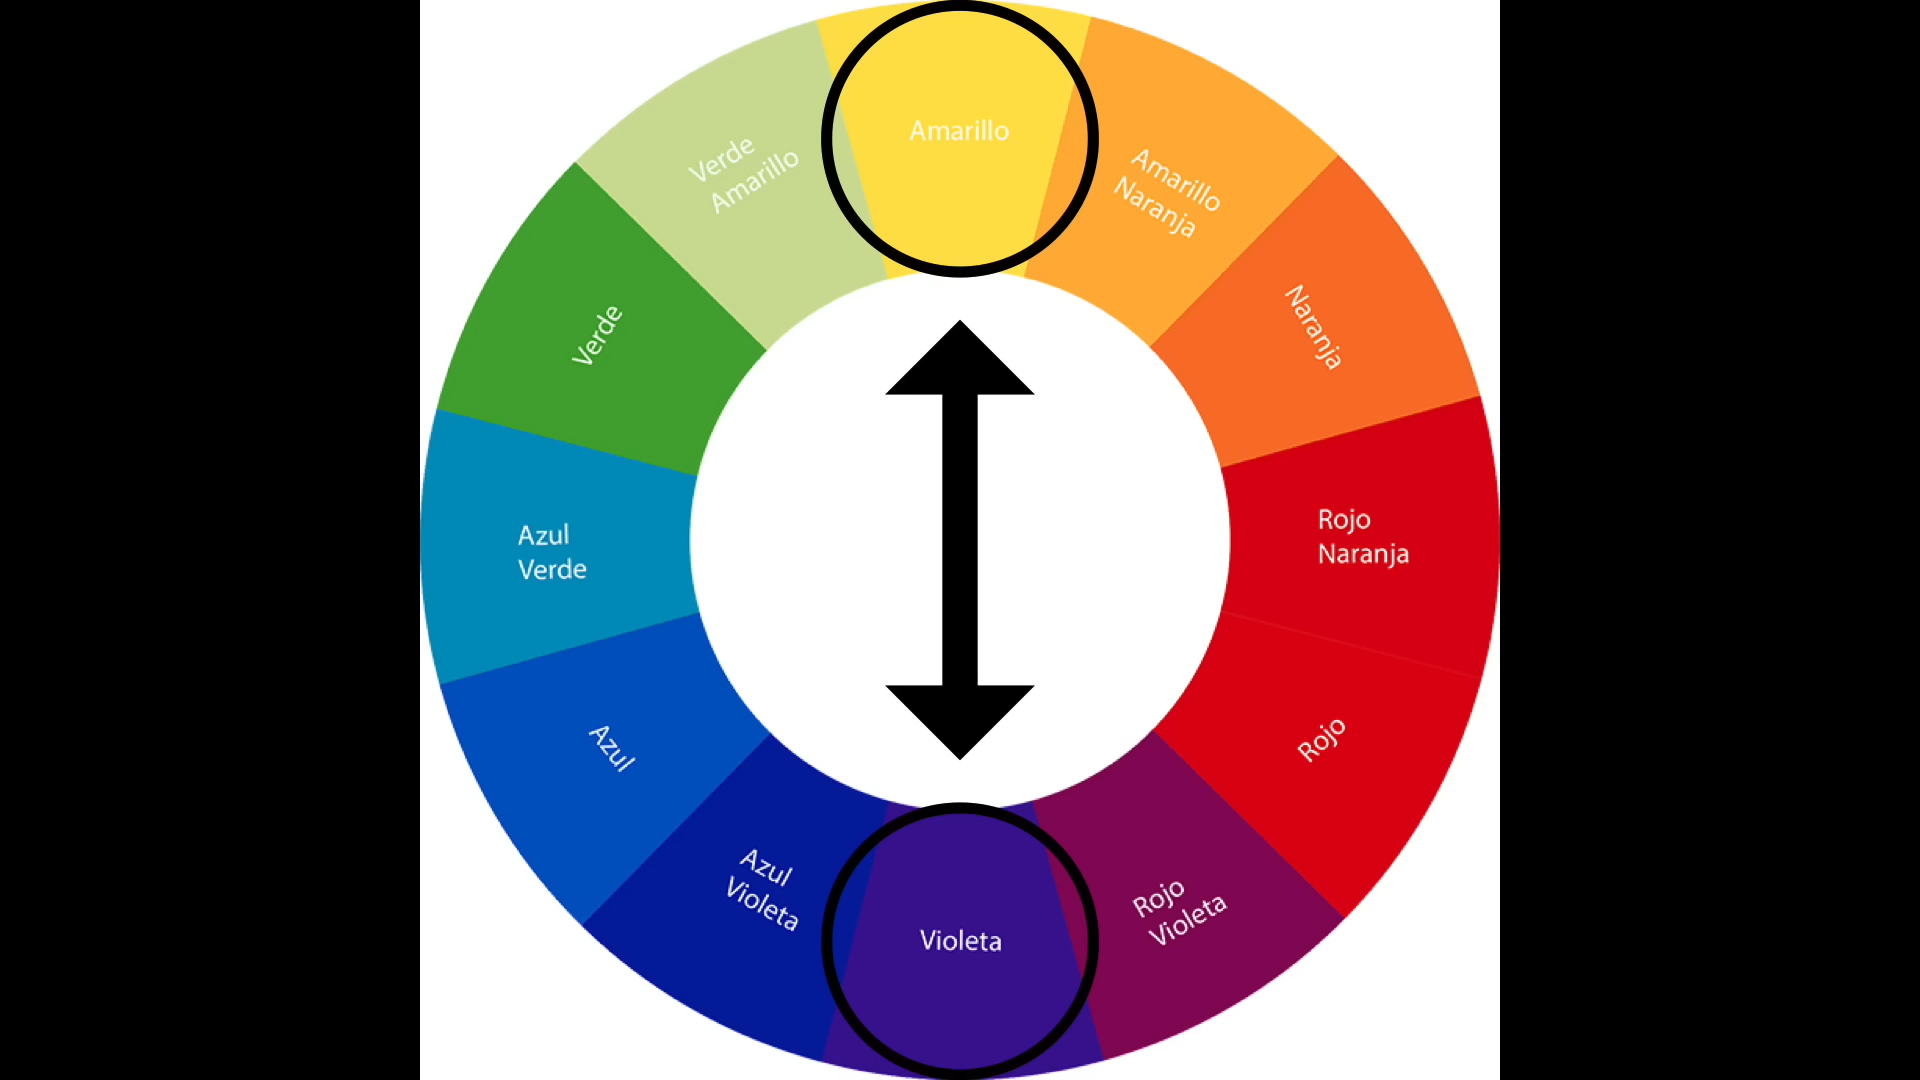 Amarillo
Amarillo
Naranja
Naranja
Rojo
Naranja
Rojo
Rojo
Violeta
Violeta
Azul
Violeta
Azul
Azul
Verde
Verde
Verde
Amarillo